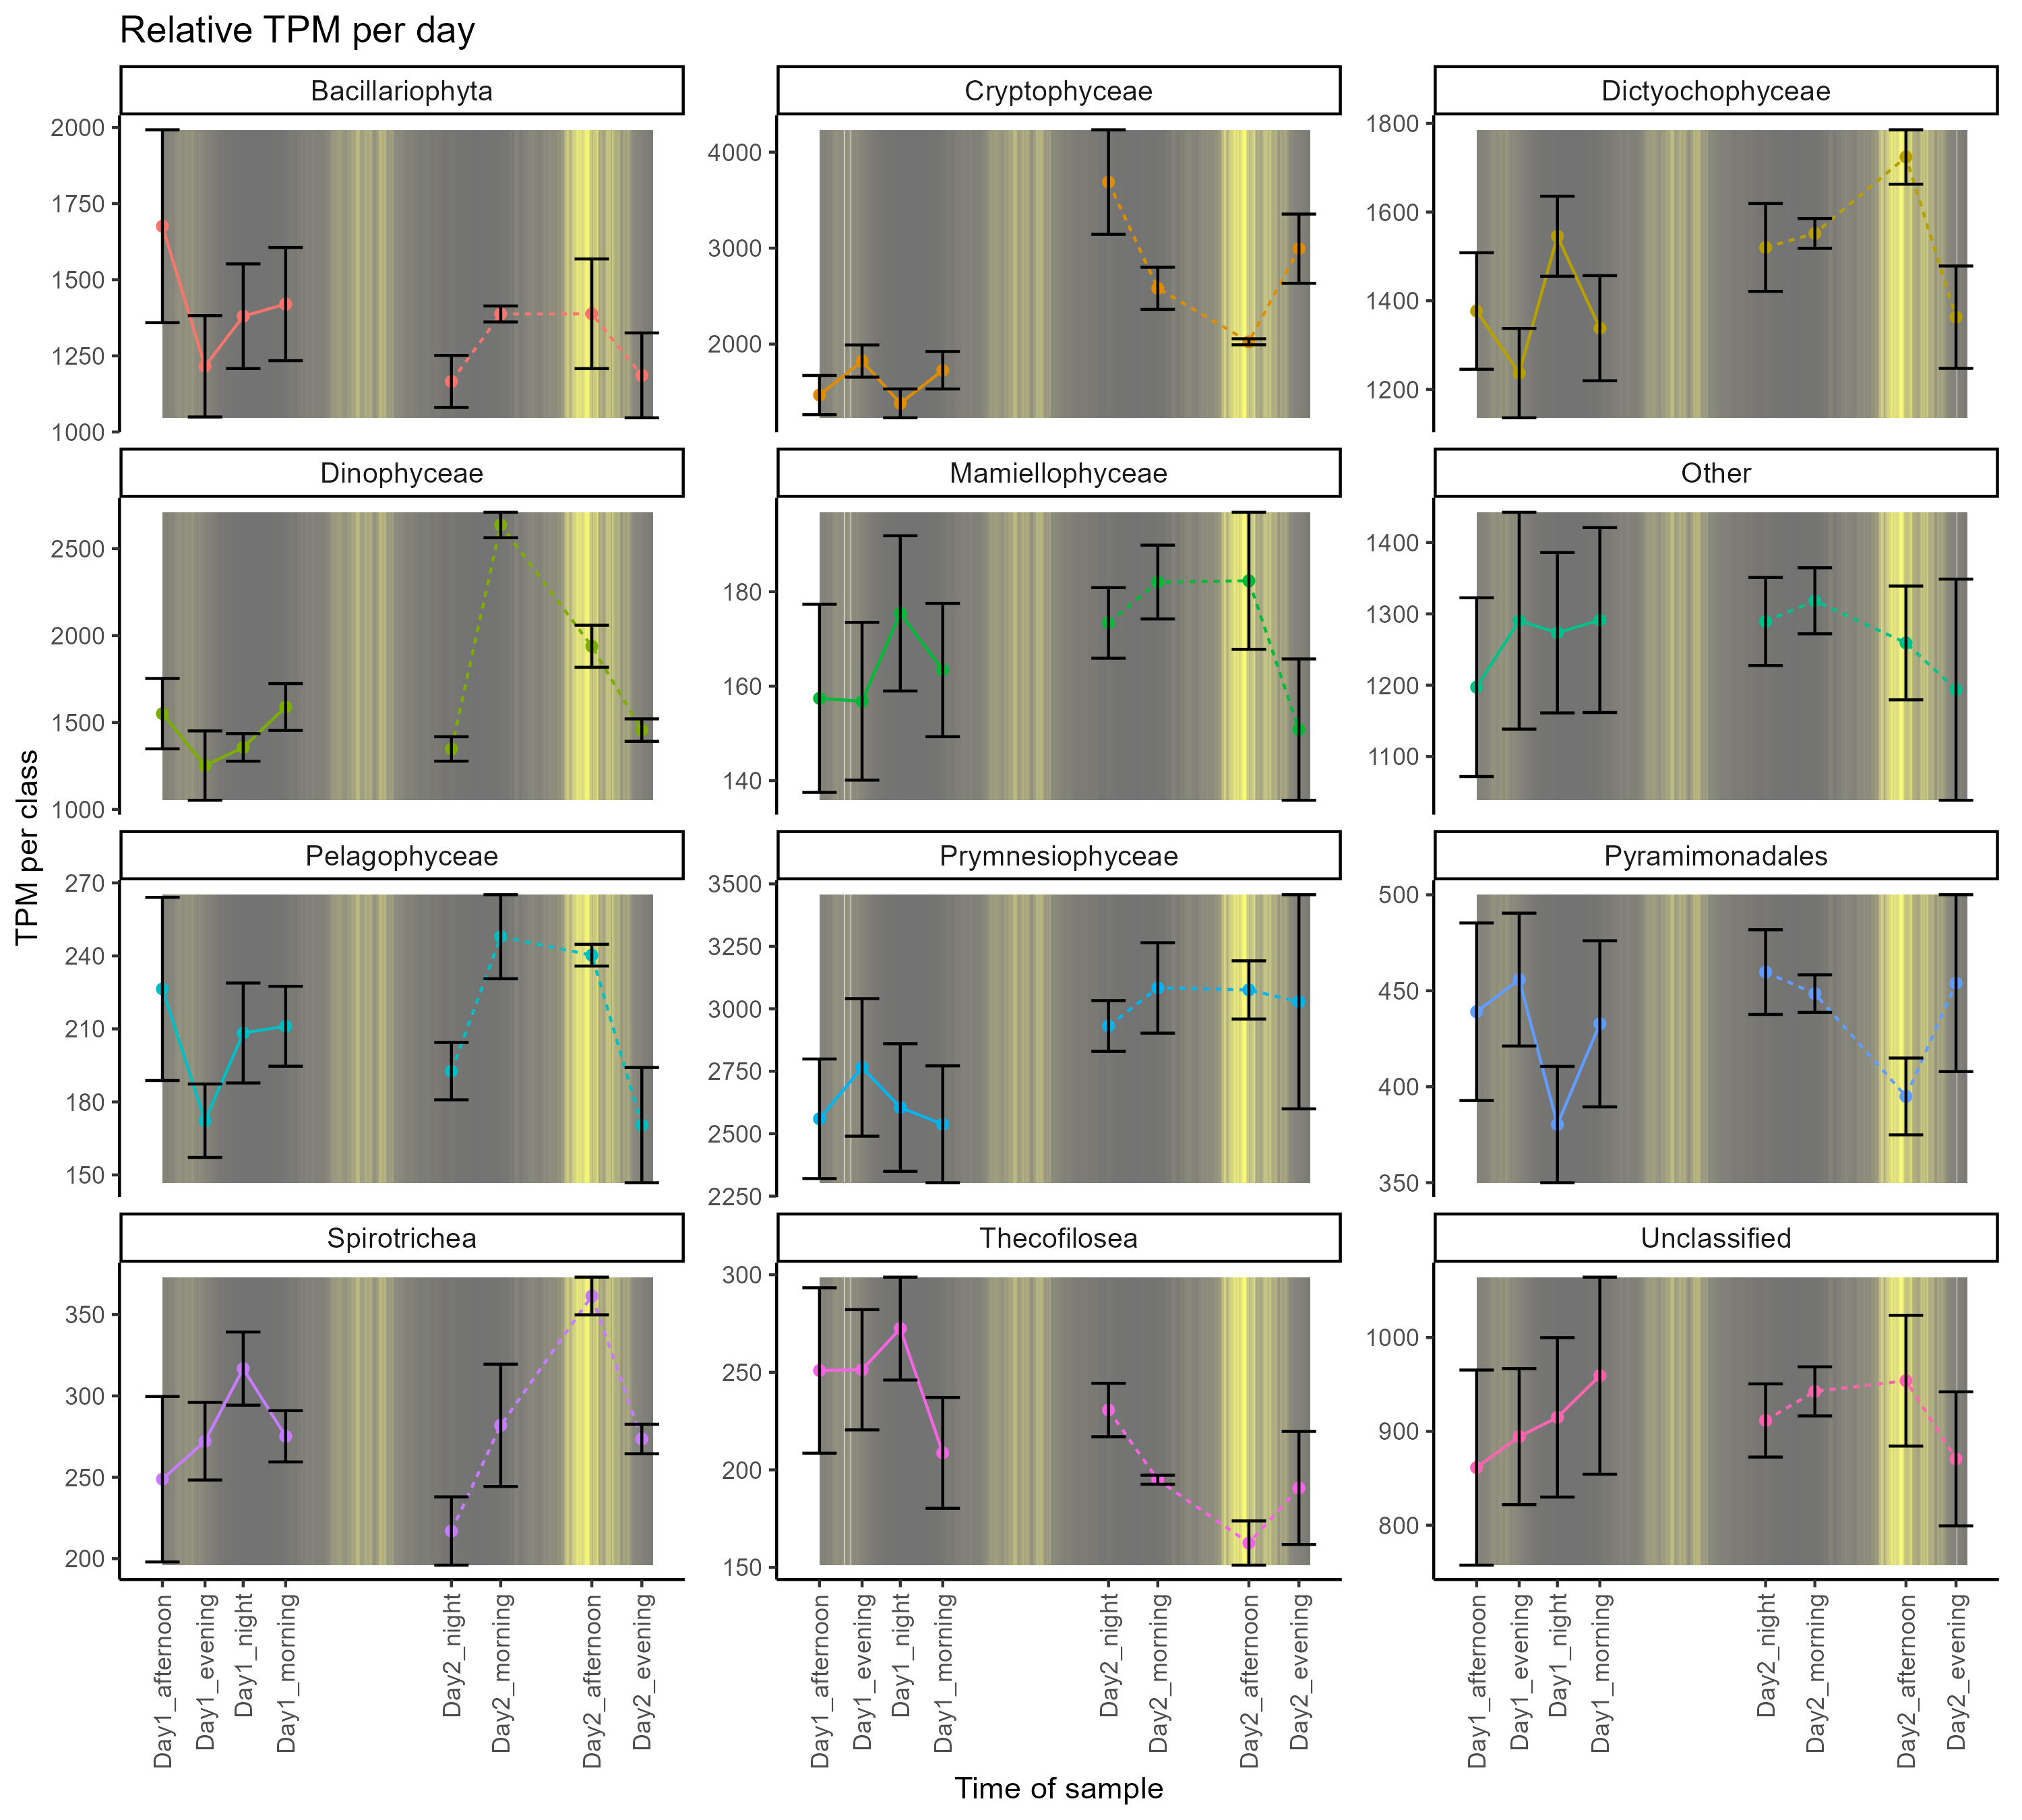 Relative TPM per day
Bacillariophyta
Cryptophyceae
Dictyochophyceae
2000
1750
1500
1250
1000
4000
3000
2000
1800
1600
1400
1200
Dinophyceae
Mamiellophyceae
Other
2500
2000
1500
1000
180
160
140
1400
1300
1200
1100
TPM per class
Pelagophyceae
Prymnesiophyceae
Pyramimonadales
270
240
210
180
150
3500
3250
3000
2750
2500
2250
500
450
400
350
Spirotrichea
Thecofilosea
Unclassified
350
300
250
200
300
250
200
150
1000
900
800
Day1_afternoon
Day1_evening
Day1_night
Day1_morning
Day2_night
Day2_morning
Day2_afternoon
Day2_evening
Day1_afternoon
Day1_evening
Day1_night
Day1_morning
Day2_night
Day2_morning
Day2_afternoon
Day2_evening
Day1_afternoon
Day1_evening
Day1_night
Day1_morning
Day2_night
Day2_morning
Day2_afternoon
Day2_evening
Time of sample